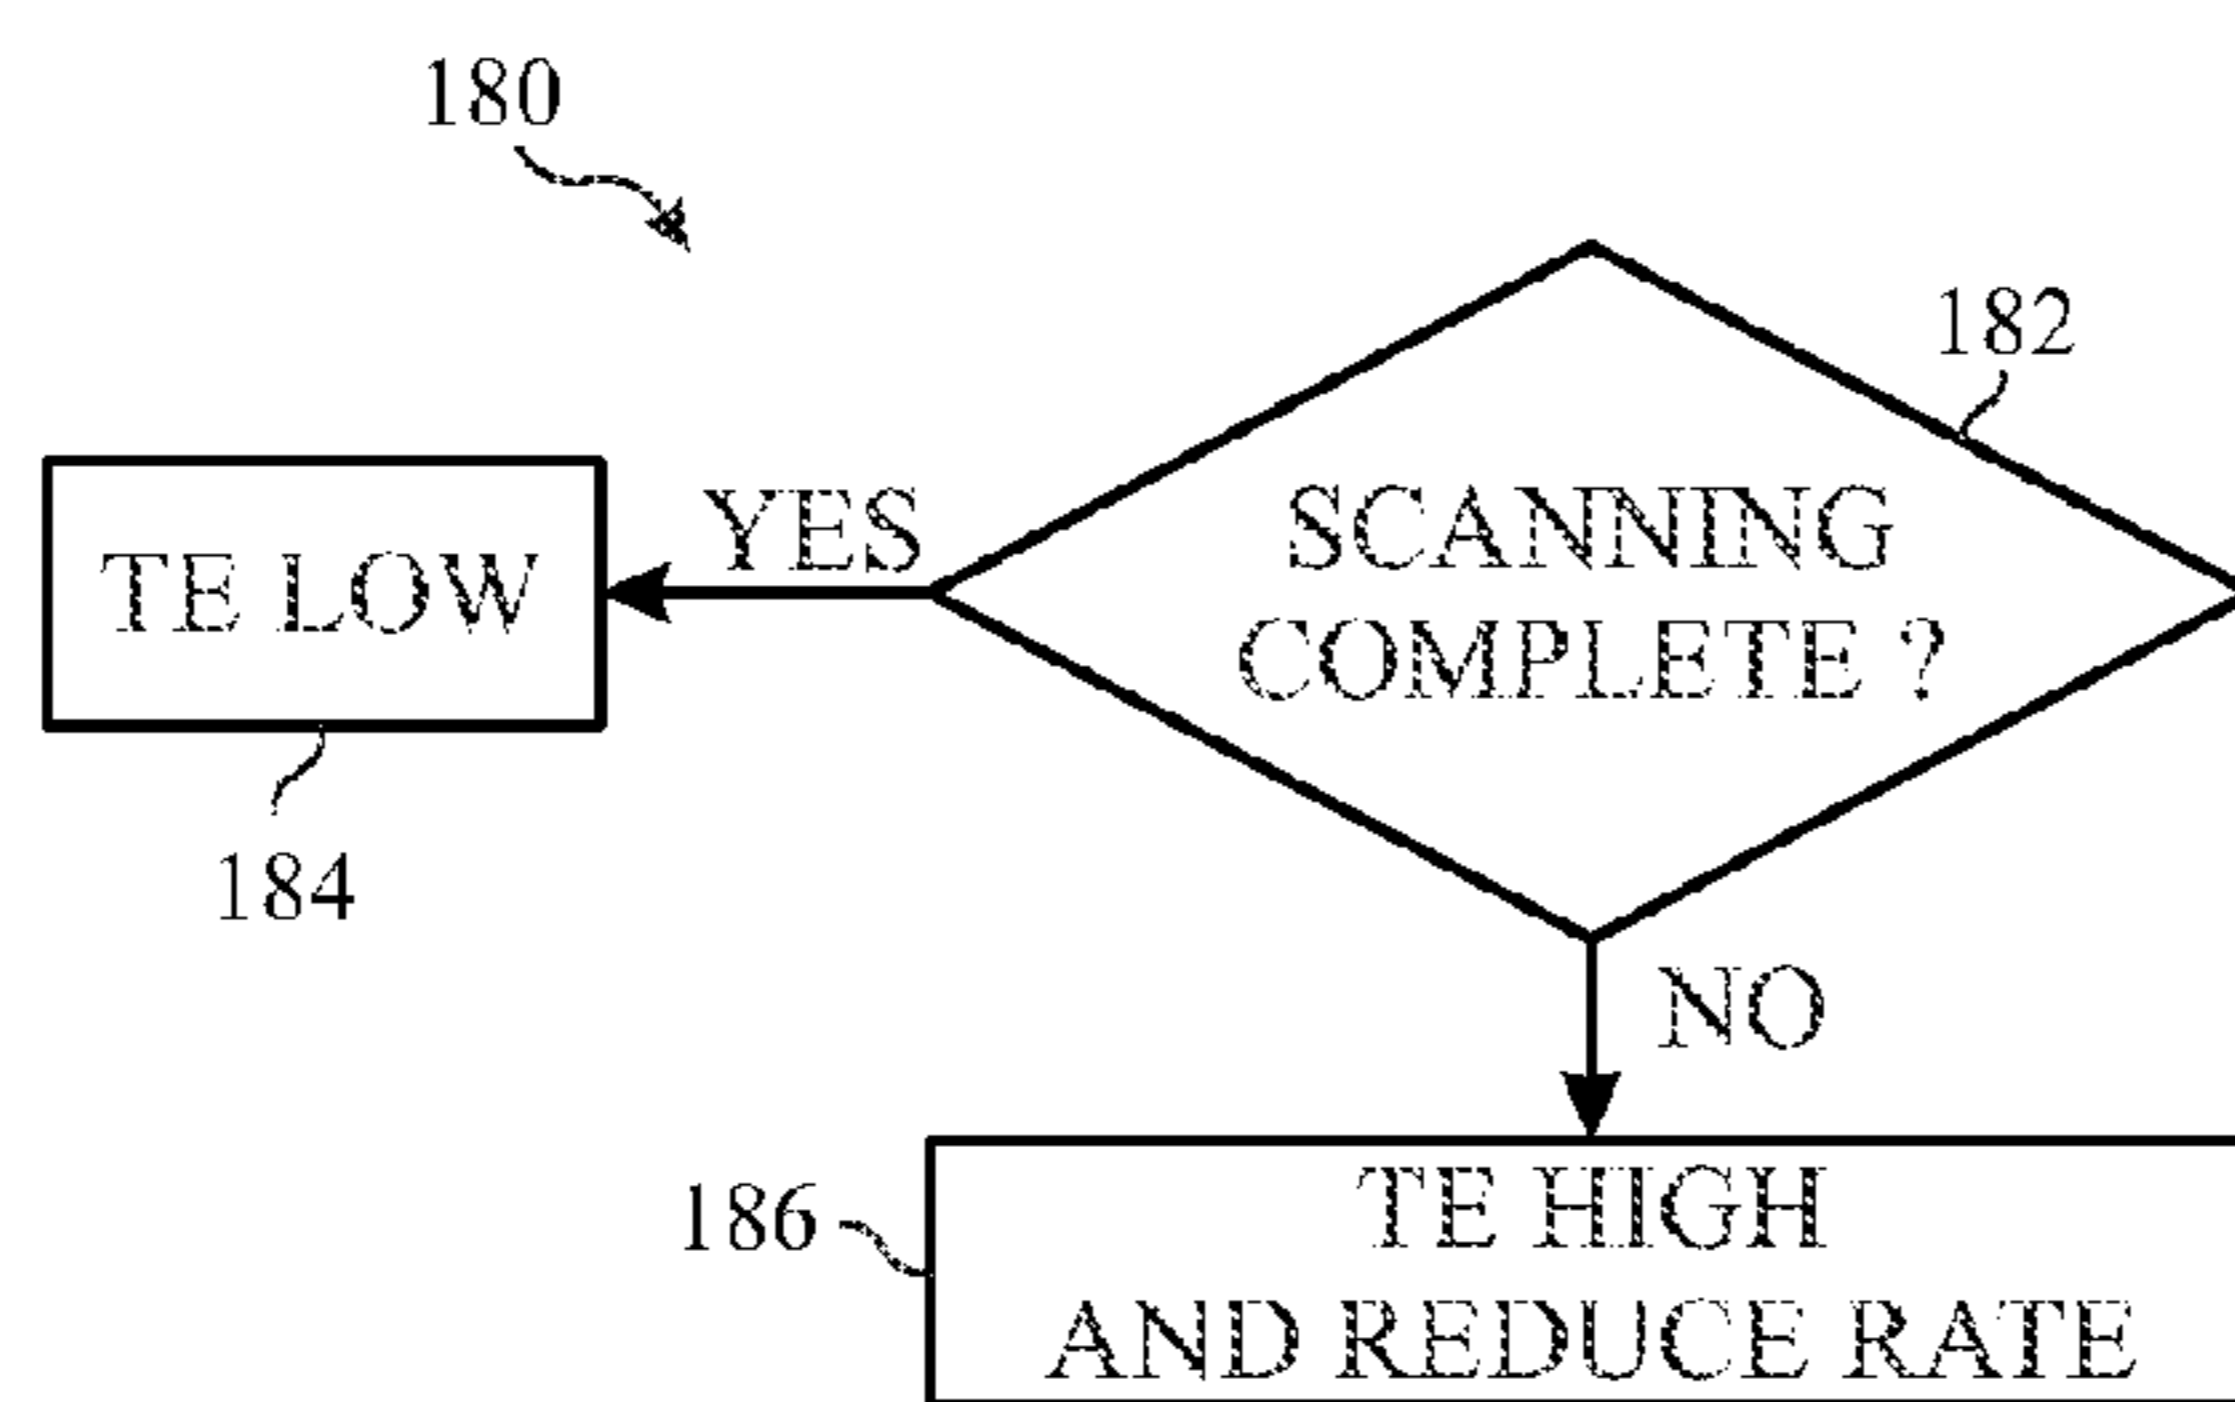 180
182
SCANNING
COMPLETE ?
YES
TE LOW
184
NO
186
TE HIGH
AND REDUCE RATE